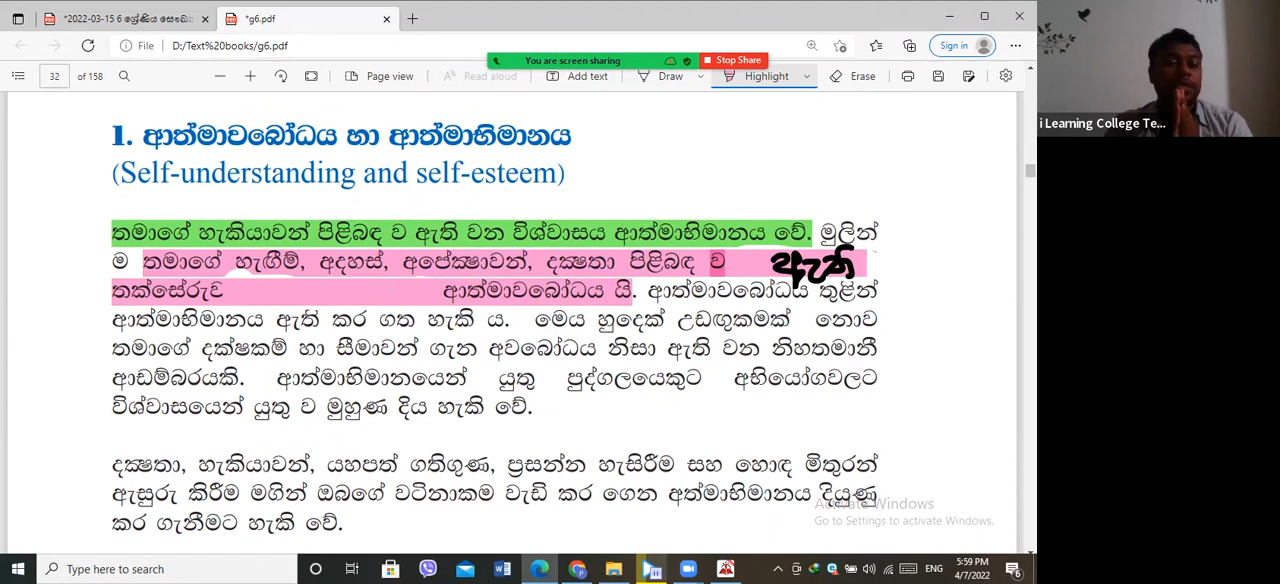 *2022-03-15 6 ශ්‍රේණිය සෞඛ්‍ය
*g6.pdf
File
D:/Text%20books/g6.pdf
Sign in
You are screen sharing
Stop Share
32 of 158
Page view
Read aloud
Add text
Draw
Highlight
Erase
i Learning College Te...
1. ආත්මාවබෝධය හා ආත්මාභිමානය
(Self-understanding and self-esteem)
තමාගේ හැකියාවන් පිළිබඳ ව ඇති වන විශ්වාසය ආත්මාභිමානය වේ. මුලින්
ම තමාගේ හැඟීම්, අදහස්, අපේක්‍ෂාවන්, දක්‍ෂතා පිළිබඳ ව ඇති
තක්සේරුව ආත්මාවබෝධය යි. ආත්මාවබෝධය තුළින්
ආත්මාභිමානය ඇති කර ගත හැකි ය. මෙය හුදෙක් උඩඟුකමක් නොව
තමාගේ දක්ෂකම් හා සීමාවන් ගැන අවබෝධය නිසා ඇති වන නිහතමානී
ආඩම්බරයකි. ආත්මාභිමානයෙන් යුතු පුද්ගලයෙකුට අභියෝගවලට
විශ්වාසයෙන් යුතු ව මුහුණ දිය හැකි වේ.
දක්‍ෂතා, හැකියාවන්, යහපත් ගතිගුණ, ප්‍රසන්න හැසිරීම සහ හොඳ මිතුරන්
ඇසුරු කිරීම මගින් ඔබගේ වටිනාකම වැඩි කර ගෙන අත්මාභිමානය දියුණු
කර ගැනීමට හැකි වේ.
Activate Windows
Go to Settings to activate Windows.
Type here to search
ENG
5:59 PM
4/7/2022
6